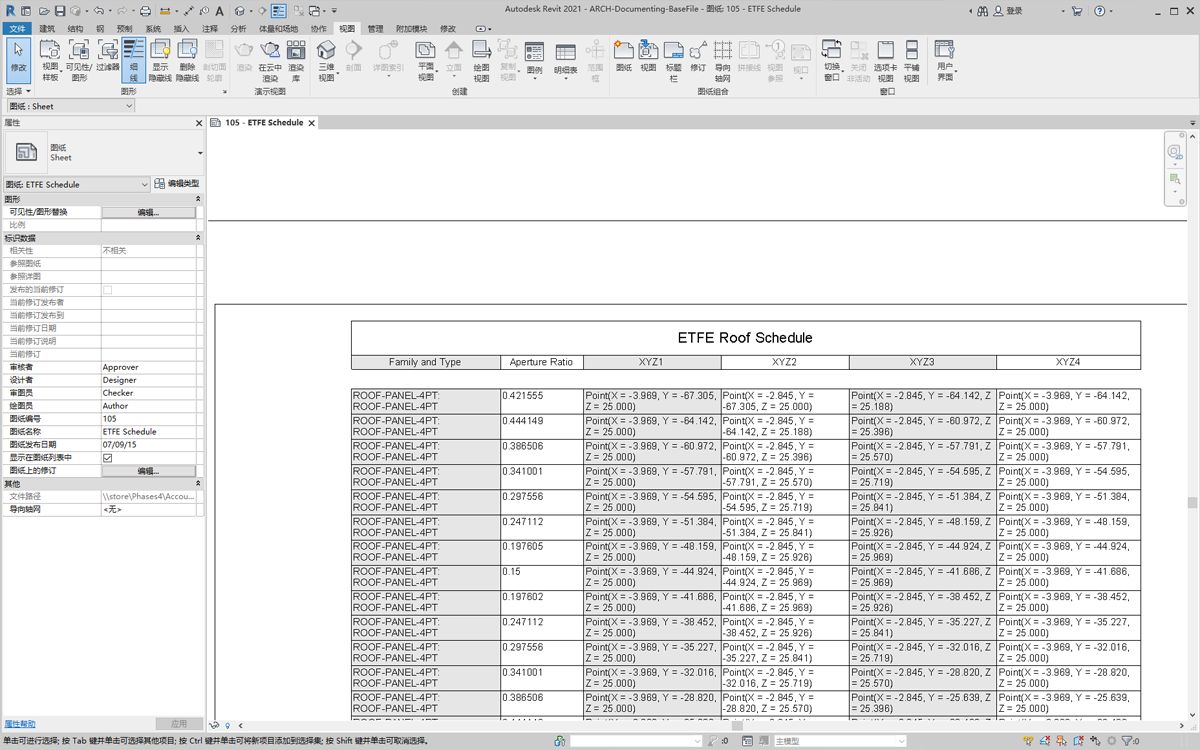 Autodesk Revit 2021 - ARCH-Documenting-BaseFile - 图纸: 105 - ETFE Schedule
登录
文件 建筑 结构 钢 预制 系统 插入 注释 分析 体量和场地 协作 视图 管理 附加模块 修改
修改
视图样板
可见性/图形
过滤器
细线
显示隐藏线
删除隐藏线
剖切面轮廓
渲染
在云中渲染
渲染库
三维视图
剖面
详图索引
平面视图
立面
绘图视图
复制视图
图例
明细表
范围框
图纸
视图
标题栏
修订
导向轴网
拼接线
视图参照
视口
切换窗口
关闭非活动
选项卡视图
平铺视图
用户界面
选择 图形 演示视图 创建 图纸组合 窗口
图纸 : Sheet
属性
105 - ETFE Schedule
图纸
Sheet
图纸: ETFE Schedule
编辑类型
图形
可见性/图形替换 编辑...
比例
标识数据
相关性 不相关
参照图纸
参照详图
发布的当前修订
当前修订发布者
当前修订发布到
当前修订日期
当前修订说明
当前修订
审核者 Approver
设计者 Designer
审图员 Checker
绘图员 Author
图纸编号 105
图纸名称 ETFE Schedule
图纸发布日期 07/09/15
显示在图纸列表中
图纸上的修订 编辑...
其他
文件路径 \\store\Phases4\Accou...
导向轴网 <无>
ETFE Roof Schedule
Family and Type Aperture Ratio XYZ1 XYZ2 XYZ3 XYZ4
ROOF-PANEL-4PT: 0.421555 Point(X = -3.969, Y = -67.305, Point(X = -2.845, Y = Point(X = -2.845, Y = -64.142, Z Point(X = -3.969, Y = -64.142,
ROOF-PANEL-4PT Z = 25.000) -67.305, Z = 25.000) = 25.188) Z = 25.000)
ROOF-PANEL-4PT: 0.444149 Point(X = -3.969, Y = -64.142, Point(X = -2.845, Y = Point(X = -2.845, Y = -60.972, Z Point(X = -3.969, Y = -60.972,
ROOF-PANEL-4PT Z = 25.000) -64.142, Z = 25.188) = 25.396) Z = 25.000)
ROOF-PANEL-4PT: 0.386506 Point(X = -3.969, Y = -60.972, Point(X = -2.845, Y = Point(X = -2.845, Y = -57.791, Z Point(X = -3.969, Y = -57.791,
ROOF-PANEL-4PT Z = 25.000) -60.972, Z = 25.396) = 25.570) Z = 25.000)
ROOF-PANEL-4PT: 0.341001 Point(X = -3.969, Y = -57.791, Point(X = -2.845, Y = Point(X = -2.845, Y = -54.595, Z Point(X = -3.969, Y = -54.595,
ROOF-PANEL-4PT Z = 25.000) -57.791, Z = 25.570) = 25.719) Z = 25.000)
ROOF-PANEL-4PT: 0.297556 Point(X = -3.969, Y = -54.595, Point(X = -2.845, Y = Point(X = -2.845, Y = -51.384, Z Point(X = -3.969, Y = -51.384,
ROOF-PANEL-4PT Z = 25.000) -54.595, Z = 25.719) = 25.841) Z = 25.000)
ROOF-PANEL-4PT: 0.247112 Point(X = -3.969, Y = -51.384, Point(X = -2.845, Y = Point(X = -2.845, Y = -48.159, Z Point(X = -3.969, Y = -48.159,
ROOF-PANEL-4PT Z = 25.000) -51.384, Z = 25.841) = 25.926) Z = 25.000)
ROOF-PANEL-4PT: 0.197605 Point(X = -3.969, Y = -48.159, Point(X = -2.845, Y = Point(X = -2.845, Y = -44.924, Z Point(X = -3.969, Y = -44.924,
ROOF-PANEL-4PT Z = 25.000) -48.159, Z = 25.926) = 25.969) Z = 25.000)
ROOF-PANEL-4PT: 0.15 Point(X = -3.969, Y = -44.924, Point(X = -2.845, Y = Point(X = -2.845, Y = -41.686, Z Point(X = -3.969, Y = -41.686,
ROOF-PANEL-4PT Z = 25.000) -44.924, Z = 25.969) = 25.969) Z = 25.000)
ROOF-PANEL-4PT: 0.197602 Point(X = -3.969, Y = -41.686, Point(X = -2.845, Y = Point(X = -2.845, Y = -38.452, Z Point(X = -3.969, Y = -38.452,
ROOF-PANEL-4PT Z = 25.000) -41.686, Z = 25.969) = 25.926) Z = 25.000)
ROOF-PANEL-4PT: 0.247112 Point(X = -3.969, Y = -38.452, Point(X = -2.845, Y = Point(X = -2.845, Y = -35.227, Z Point(X = -3.969, Y = -35.227,
ROOF-PANEL-4PT Z = 25.000) -38.452, Z = 25.926) = 25.841) Z = 25.000)
ROOF-PANEL-4PT: 0.297556 Point(X = -3.969, Y = -35.227, Point(X = -2.845, Y = Point(X = -2.845, Y = -32.016, Z Point(X = -3.969, Y = -32.016,
ROOF-PANEL-4PT Z = 25.000) -35.227, Z = 25.841) = 25.719) Z = 25.000)
ROOF-PANEL-4PT: 0.341001 Point(X = -3.969, Y = -32.016, Point(X = -2.845, Y = Point(X = -2.845, Y = -28.820, Z Point(X = -3.969, Y = -28.820,
ROOF-PANEL-4PT Z = 25.000) -32.016, Z = 25.719) = 25.570) Z = 25.000)
ROOF-PANEL-4PT: 0.386506 Point(X = -3.969, Y = -28.820, Point(X = -2.845, Y = Point(X = -2.845, Y = -25.639, Z Point(X = -3.969, Y = -25.639,
ROOF-PANEL-4PT Z = 25.000) -28.820, Z = 25.570) = 25.396) Z = 25.000)
属性帮助 应用
单击可进行选择; 按 Tab 键并单击可选择其他项目; 按 Ctrl 键并单击可将新项目添加到选择集; 按 Shift 键并单击可取消选择。 :0 主模型 :0